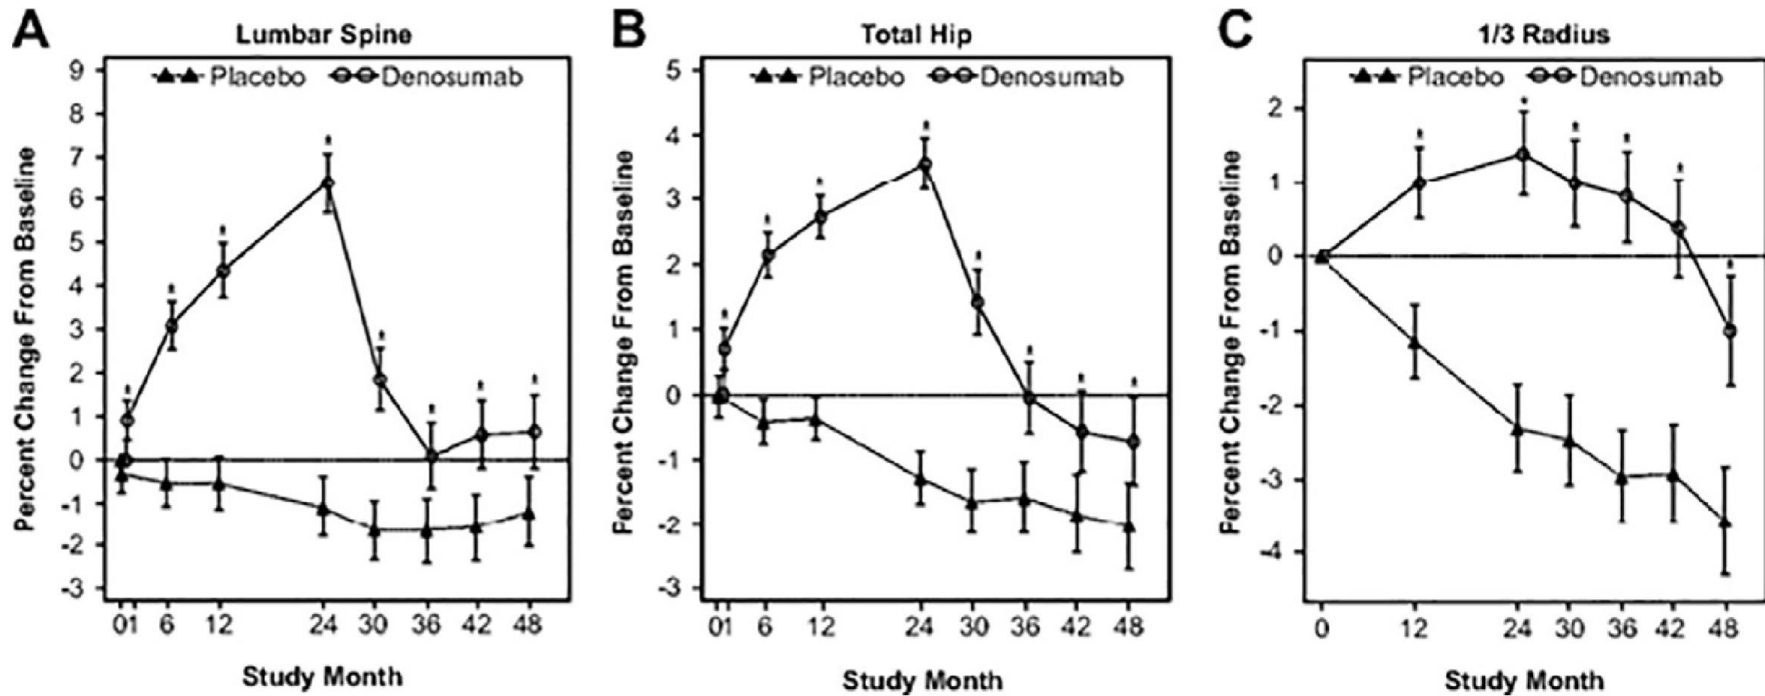 A
Lumbar Spine
Placebo Denosumab
Percent Change From Baseline
9
8
7
6
5
4
3
2
1
0
-1
-2
-3
01 6 12 24 30 36 42 48
Study Month
B
Total Hip
Placebo Denosumab
Percent Change From Baseline
5
4
3
2
1
0
-1
-2
-3
01 6 12 24 30 36 42 48
Study Month
C
1/3 Radius
Placebo Denosumab
Percent Change From Baseline
2
1
0
-1
-2
-3
-4
0 12 24 30 36 42 48
Study Month